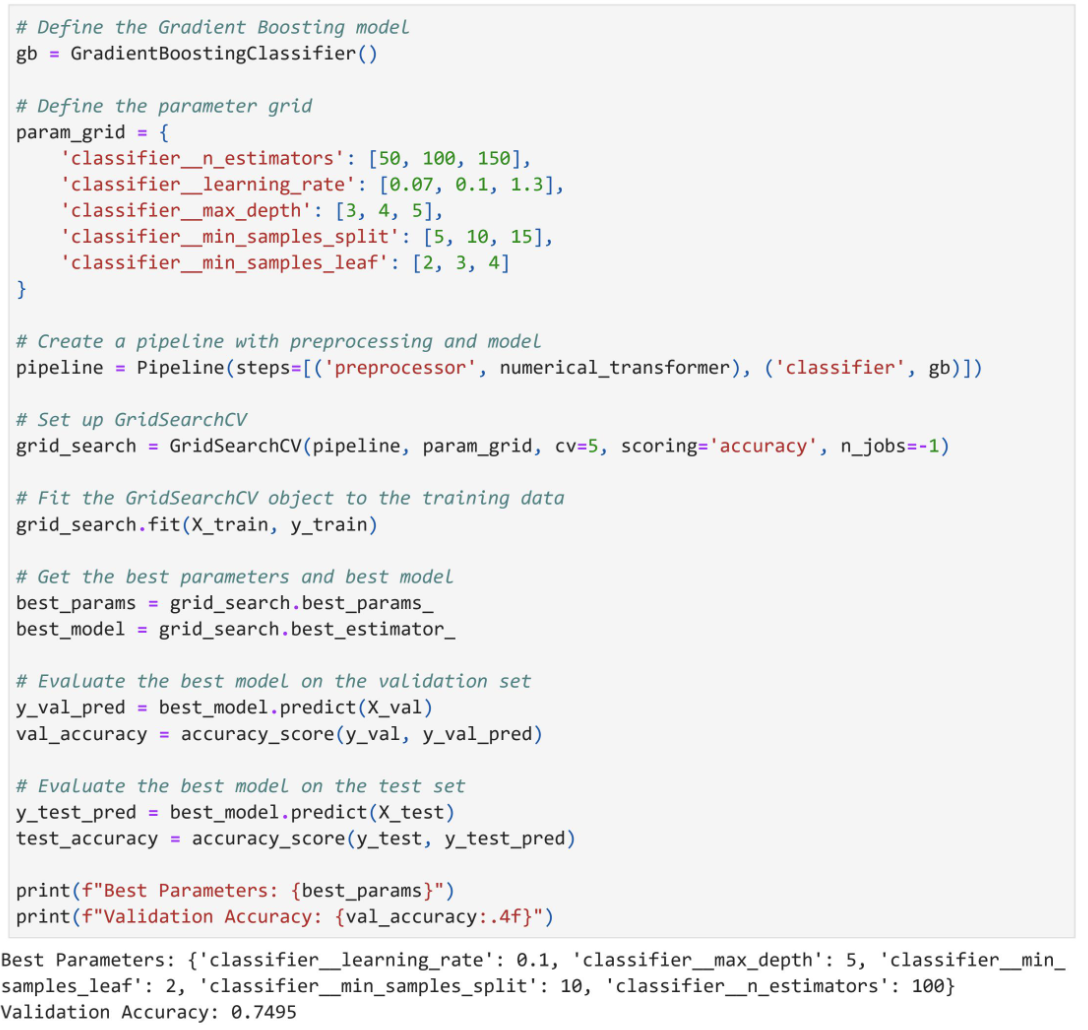 # Define the Gradient Boosting model
gb = GradientBoostingClassifier()

# Define the parameter grid
param_grid = {
    'classifier__n_estimators': [50, 100, 150],
    'classifier__learning_rate': [0.07, 0.1, 1.3],
    'classifier__max_depth': [3, 4, 5],
    'classifier__min_samples_split': [5, 10, 15],
    'classifier__min_samples_leaf': [2, 3, 4]
}

# Create a pipeline with preprocessing and model
pipeline = Pipeline(steps=[('preprocessor', numerical_transformer), ('classifier', gb)])

# Set up GridSearchCV
grid_search = GridSearchCV(pipeline, param_grid, cv=5, scoring='accuracy', n_jobs=-1)

# Fit the GridSearchCV object to the training data
grid_search.fit(X_train, y_train)

# Get the best parameters and best model
best_params = grid_search.best_params_
best_model = grid_search.best_estimator_

# Evaluate the best model on the validation set
y_val_pred = best_model.predict(X_val)
val_accuracy = accuracy_score(y_val, y_val_pred)

# Evaluate the best model on the test set
y_test_pred = best_model.predict(X_test)
test_accuracy = accuracy_score(y_test, y_test_pred)

print(f"Best Parameters: {best_params}")
print(f"Validation Accuracy: {val_accuracy:.4f}")
Best Parameters: {'classifier__learning_rate': 0.1, 'classifier__max_depth': 5, 'classifier__min_
samples_leaf': 2, 'classifier__min_samples_split': 10, 'classifier__n_estimators': 100}
Validation Accuracy: 0.7495